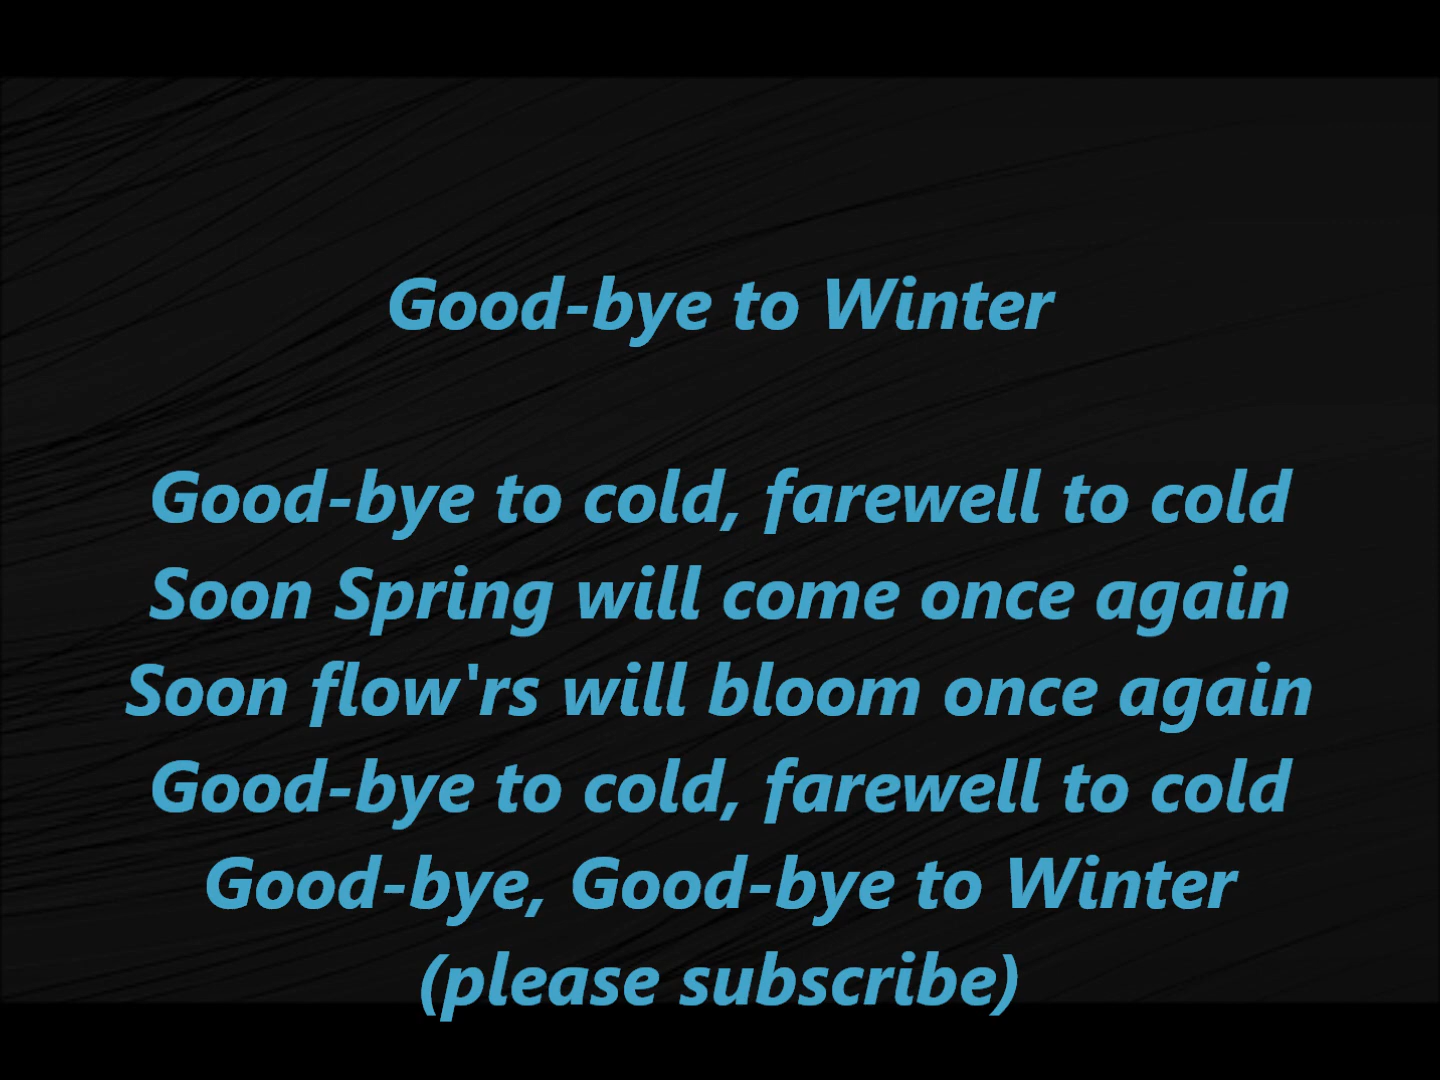 Good-bye to Winter
Good-bye to cold, farewell to cold
Soon Spring will come once again
Soon flow'rs will bloom once again
Good-bye to cold, farewell to cold
Good-bye, Good-bye to Winter
(please subscribe)